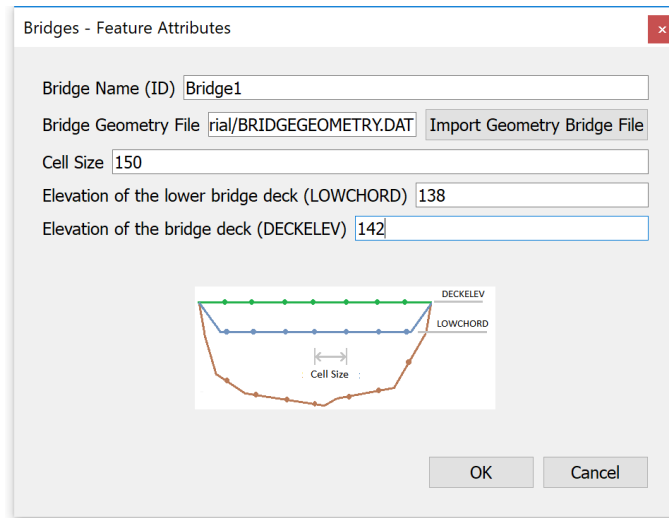 Bridges - Feature Attributes
Bridge Name (ID) Bridge1
Bridge Geometry File rial/BRIDGEGEOMETRY.DAT Import Geometry Bridge File
Cell Size 150
Elevation of the lower bridge deck (LOWCHORD) 138
Elevation of the bridge deck (DECKELEV) 142
DECKELEV
LOWCHORD
Cell Size
OK Cancel